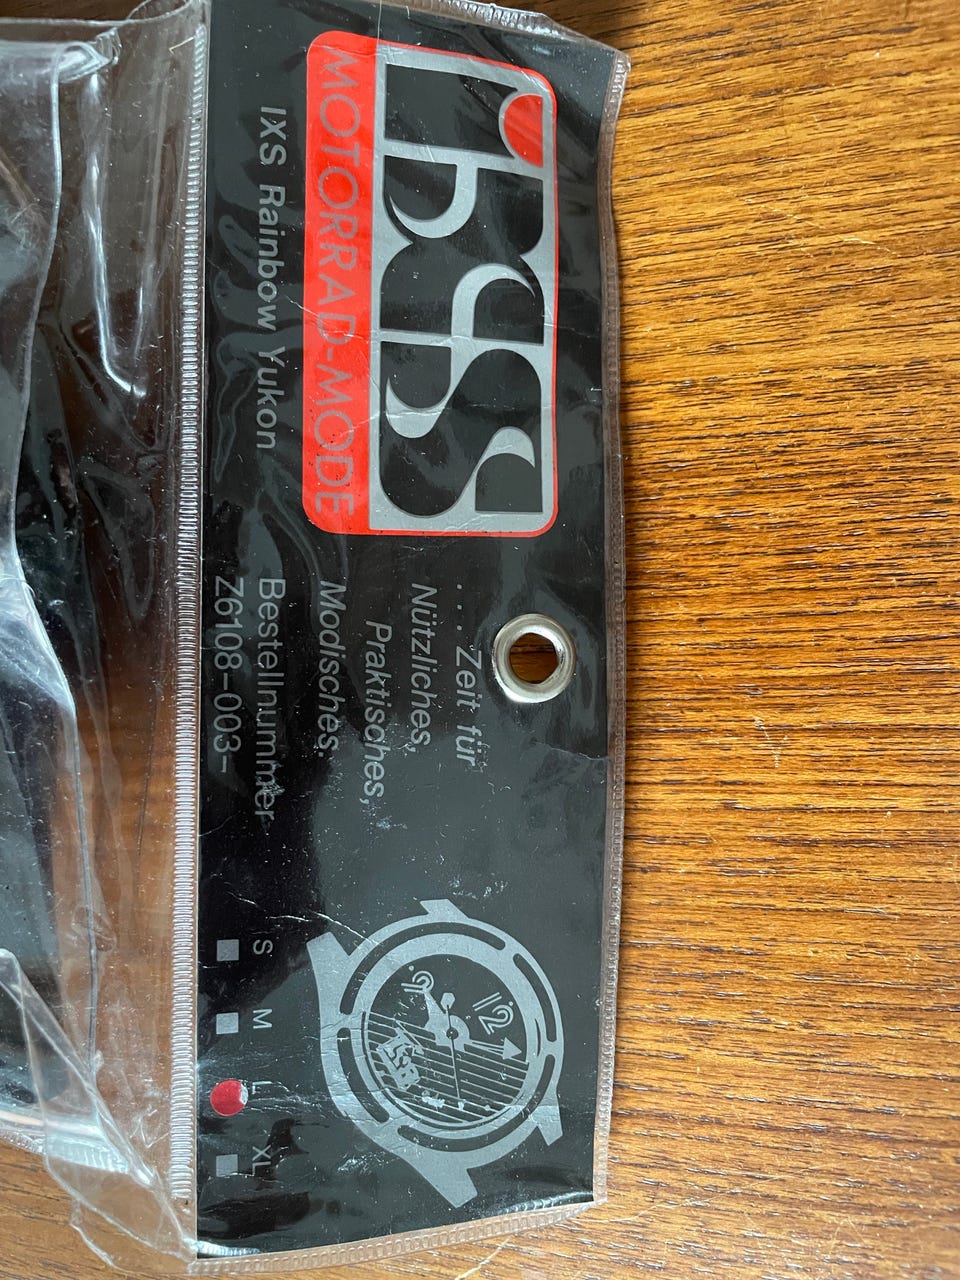 ixs
MOTORRAD-MODE
IXS Rainbow Yukon
....Zeit für
Nützliches,
Praktisches,
Modisches.
Bestellnummer
Z6108-003-
12
S M L XL